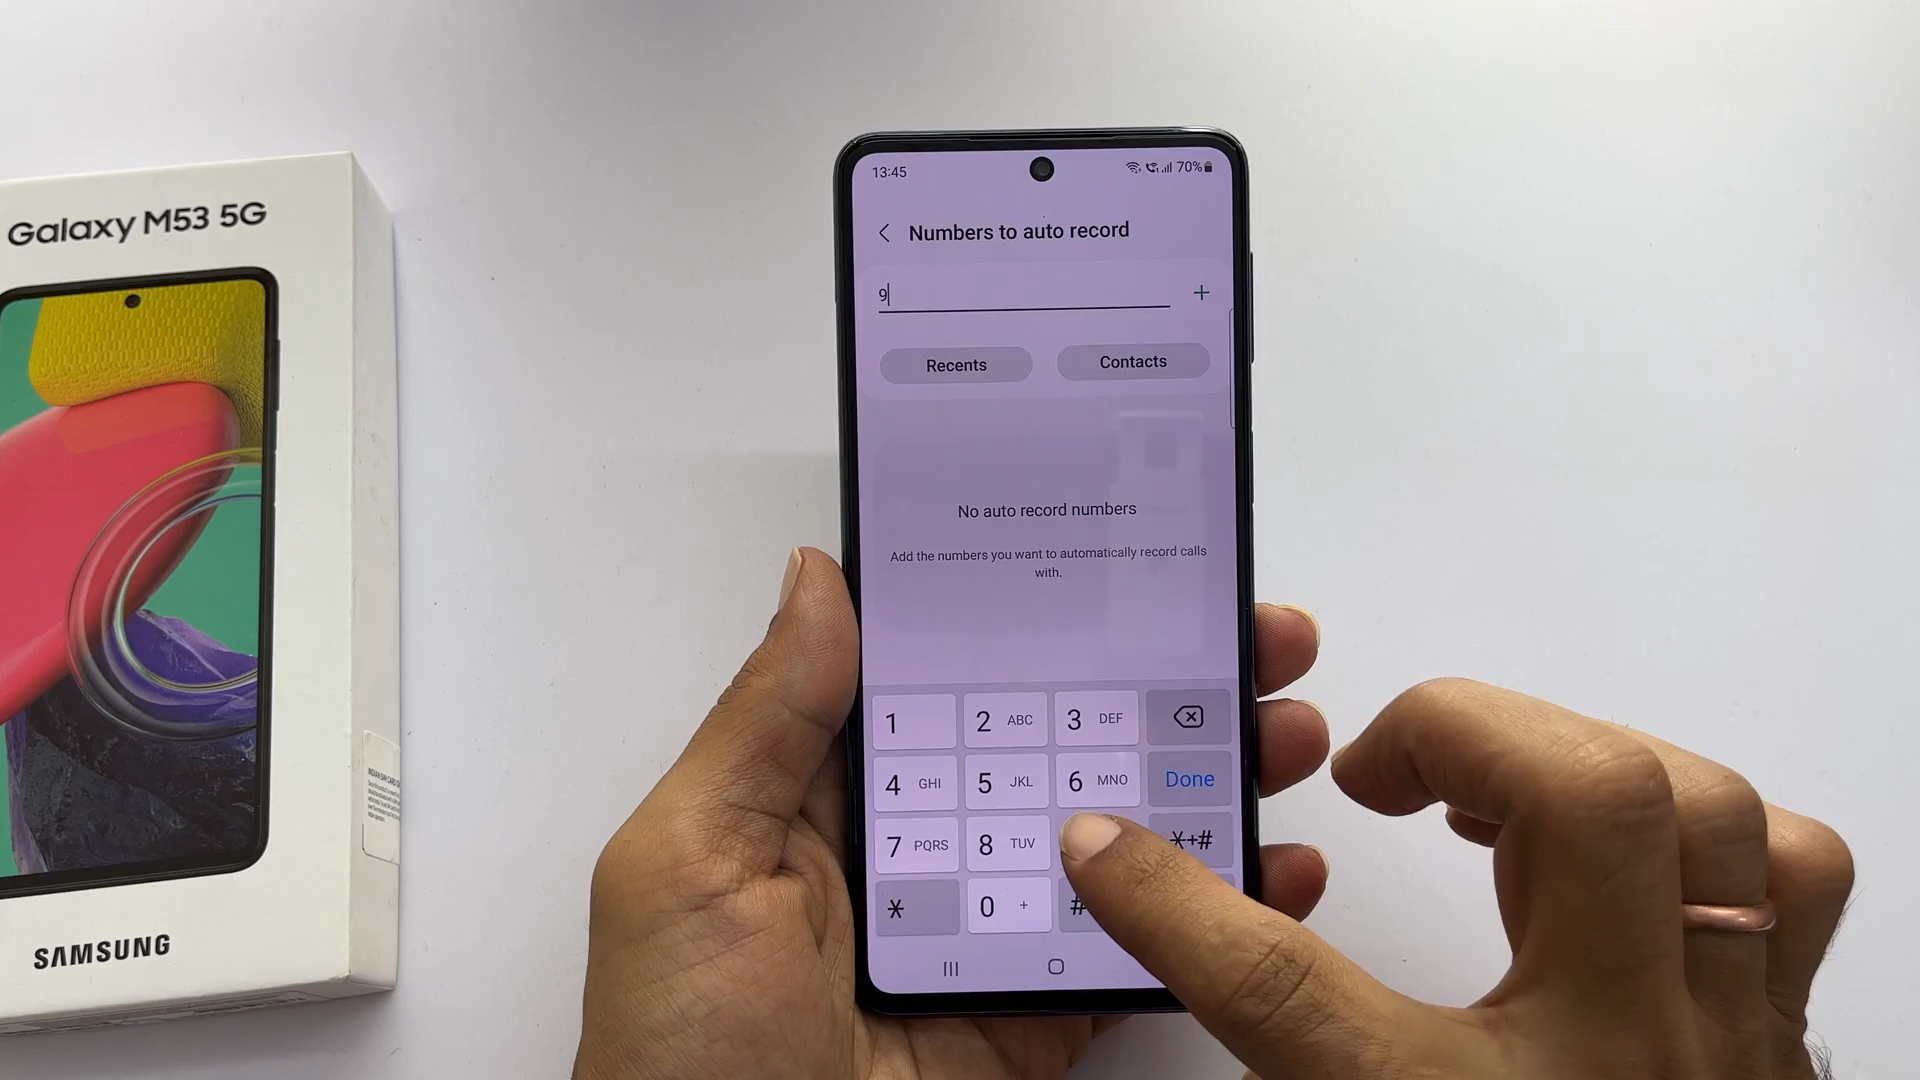 Galaxy M53 5G
SAMSUNG
13:45
70%
Numbers to auto record
9
+
Recents
Contacts
No auto record numbers
Add the numbers you want to automatically record calls
with.
1
2 ABC
3 DEF
4 GHI
5 JKL
6 MNO
Done
7 PQRS
8 TUV
*+#
*
0 +
#